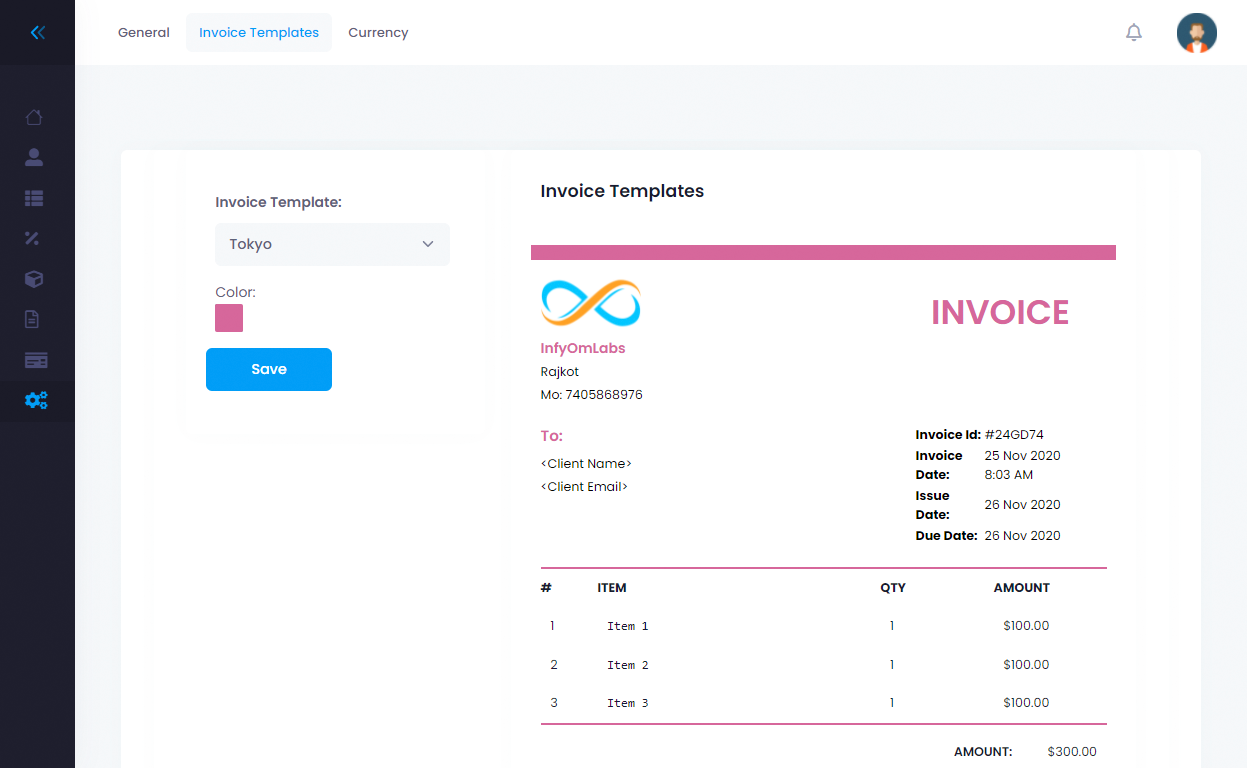 General Invoice Templates Currency
Invoice Template:
Tokyo
Color:
Save
Invoice Templates
INVOICE
InfyOmLabs
Rajkot
Mo: 7405868976
To:
<Client Name>
<Client Email>
Invoice Id: #24GD74
Invoice Date: 25 Nov 2020 8:03 AM
Issue Date: 26 Nov 2020
Due Date: 26 Nov 2020
# ITEM QTY AMOUNT
1 Item 1 1 $100.00
2 Item 2 1 $100.00
3 Item 3 1 $100.00
AMOUNT: $300.00